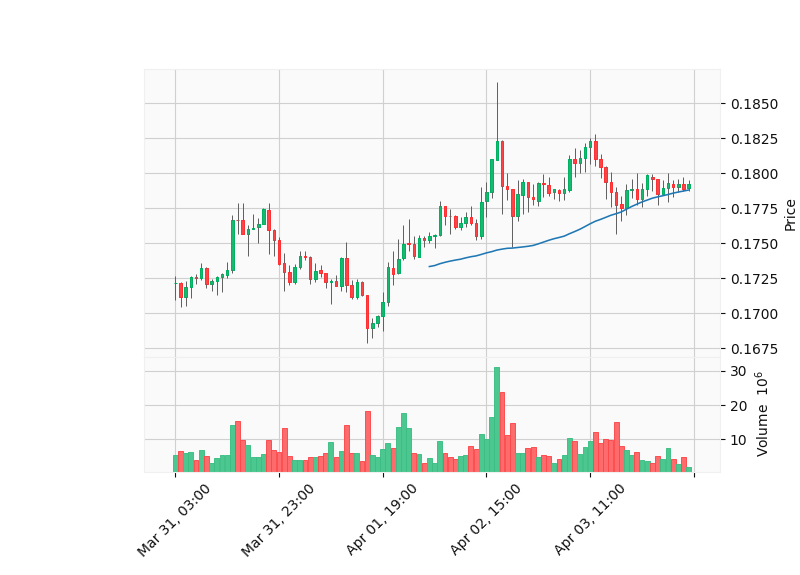 0.1850
0.1825
0.1800
0.1775
0.1750
0.1725
0.1700
0.1675
Price
30
20
10
Volume 10^6
Mar 31, 03:00
Mar 31, 23:00
Apr 01, 19:00
Apr 02, 15:00
Apr 03, 11:00